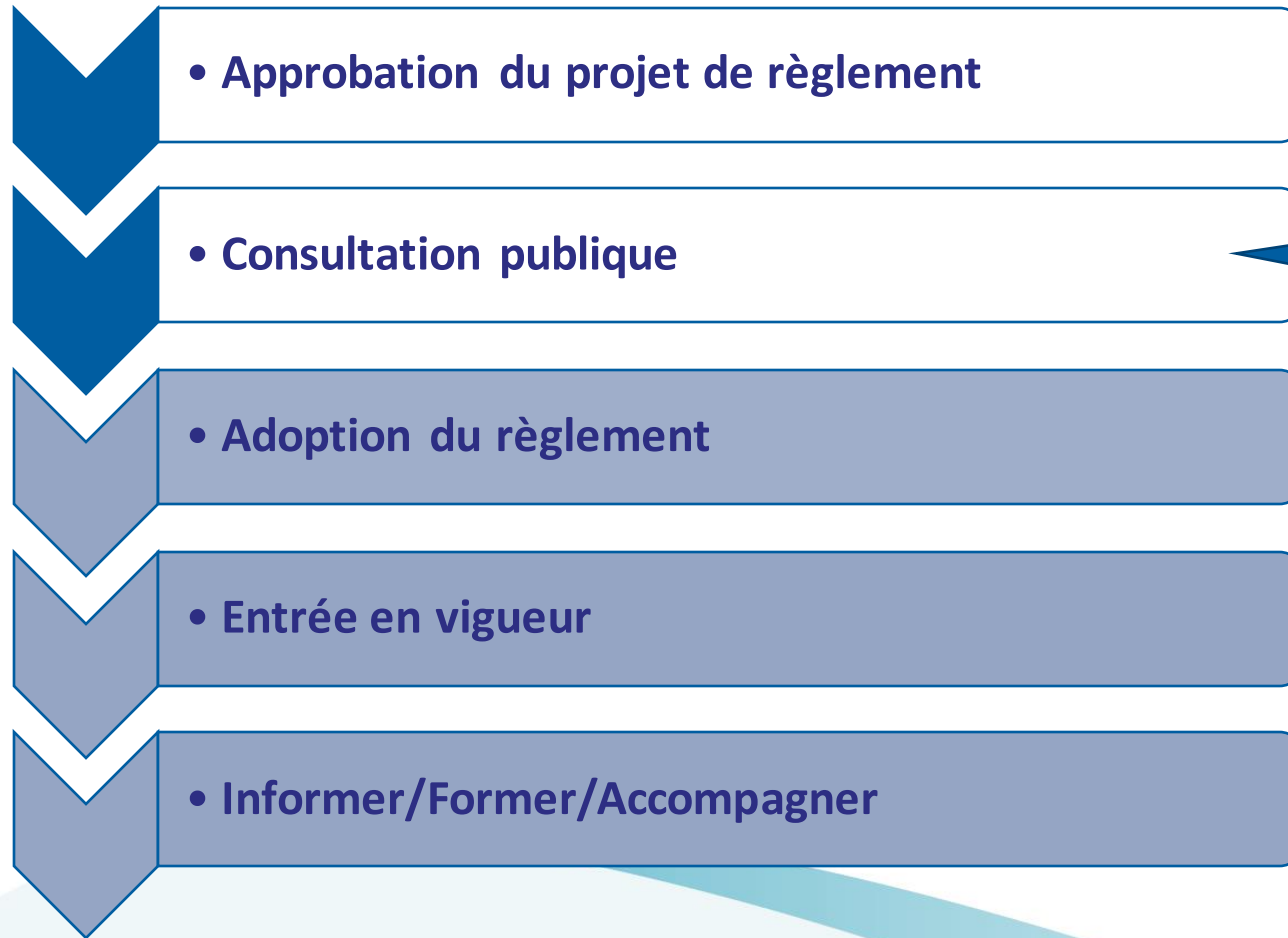 • Approbation du projet de règlement
• Consultation publique
• Adoption du règlement
• Entrée en vigueur
• Informer/Former/Accompagner